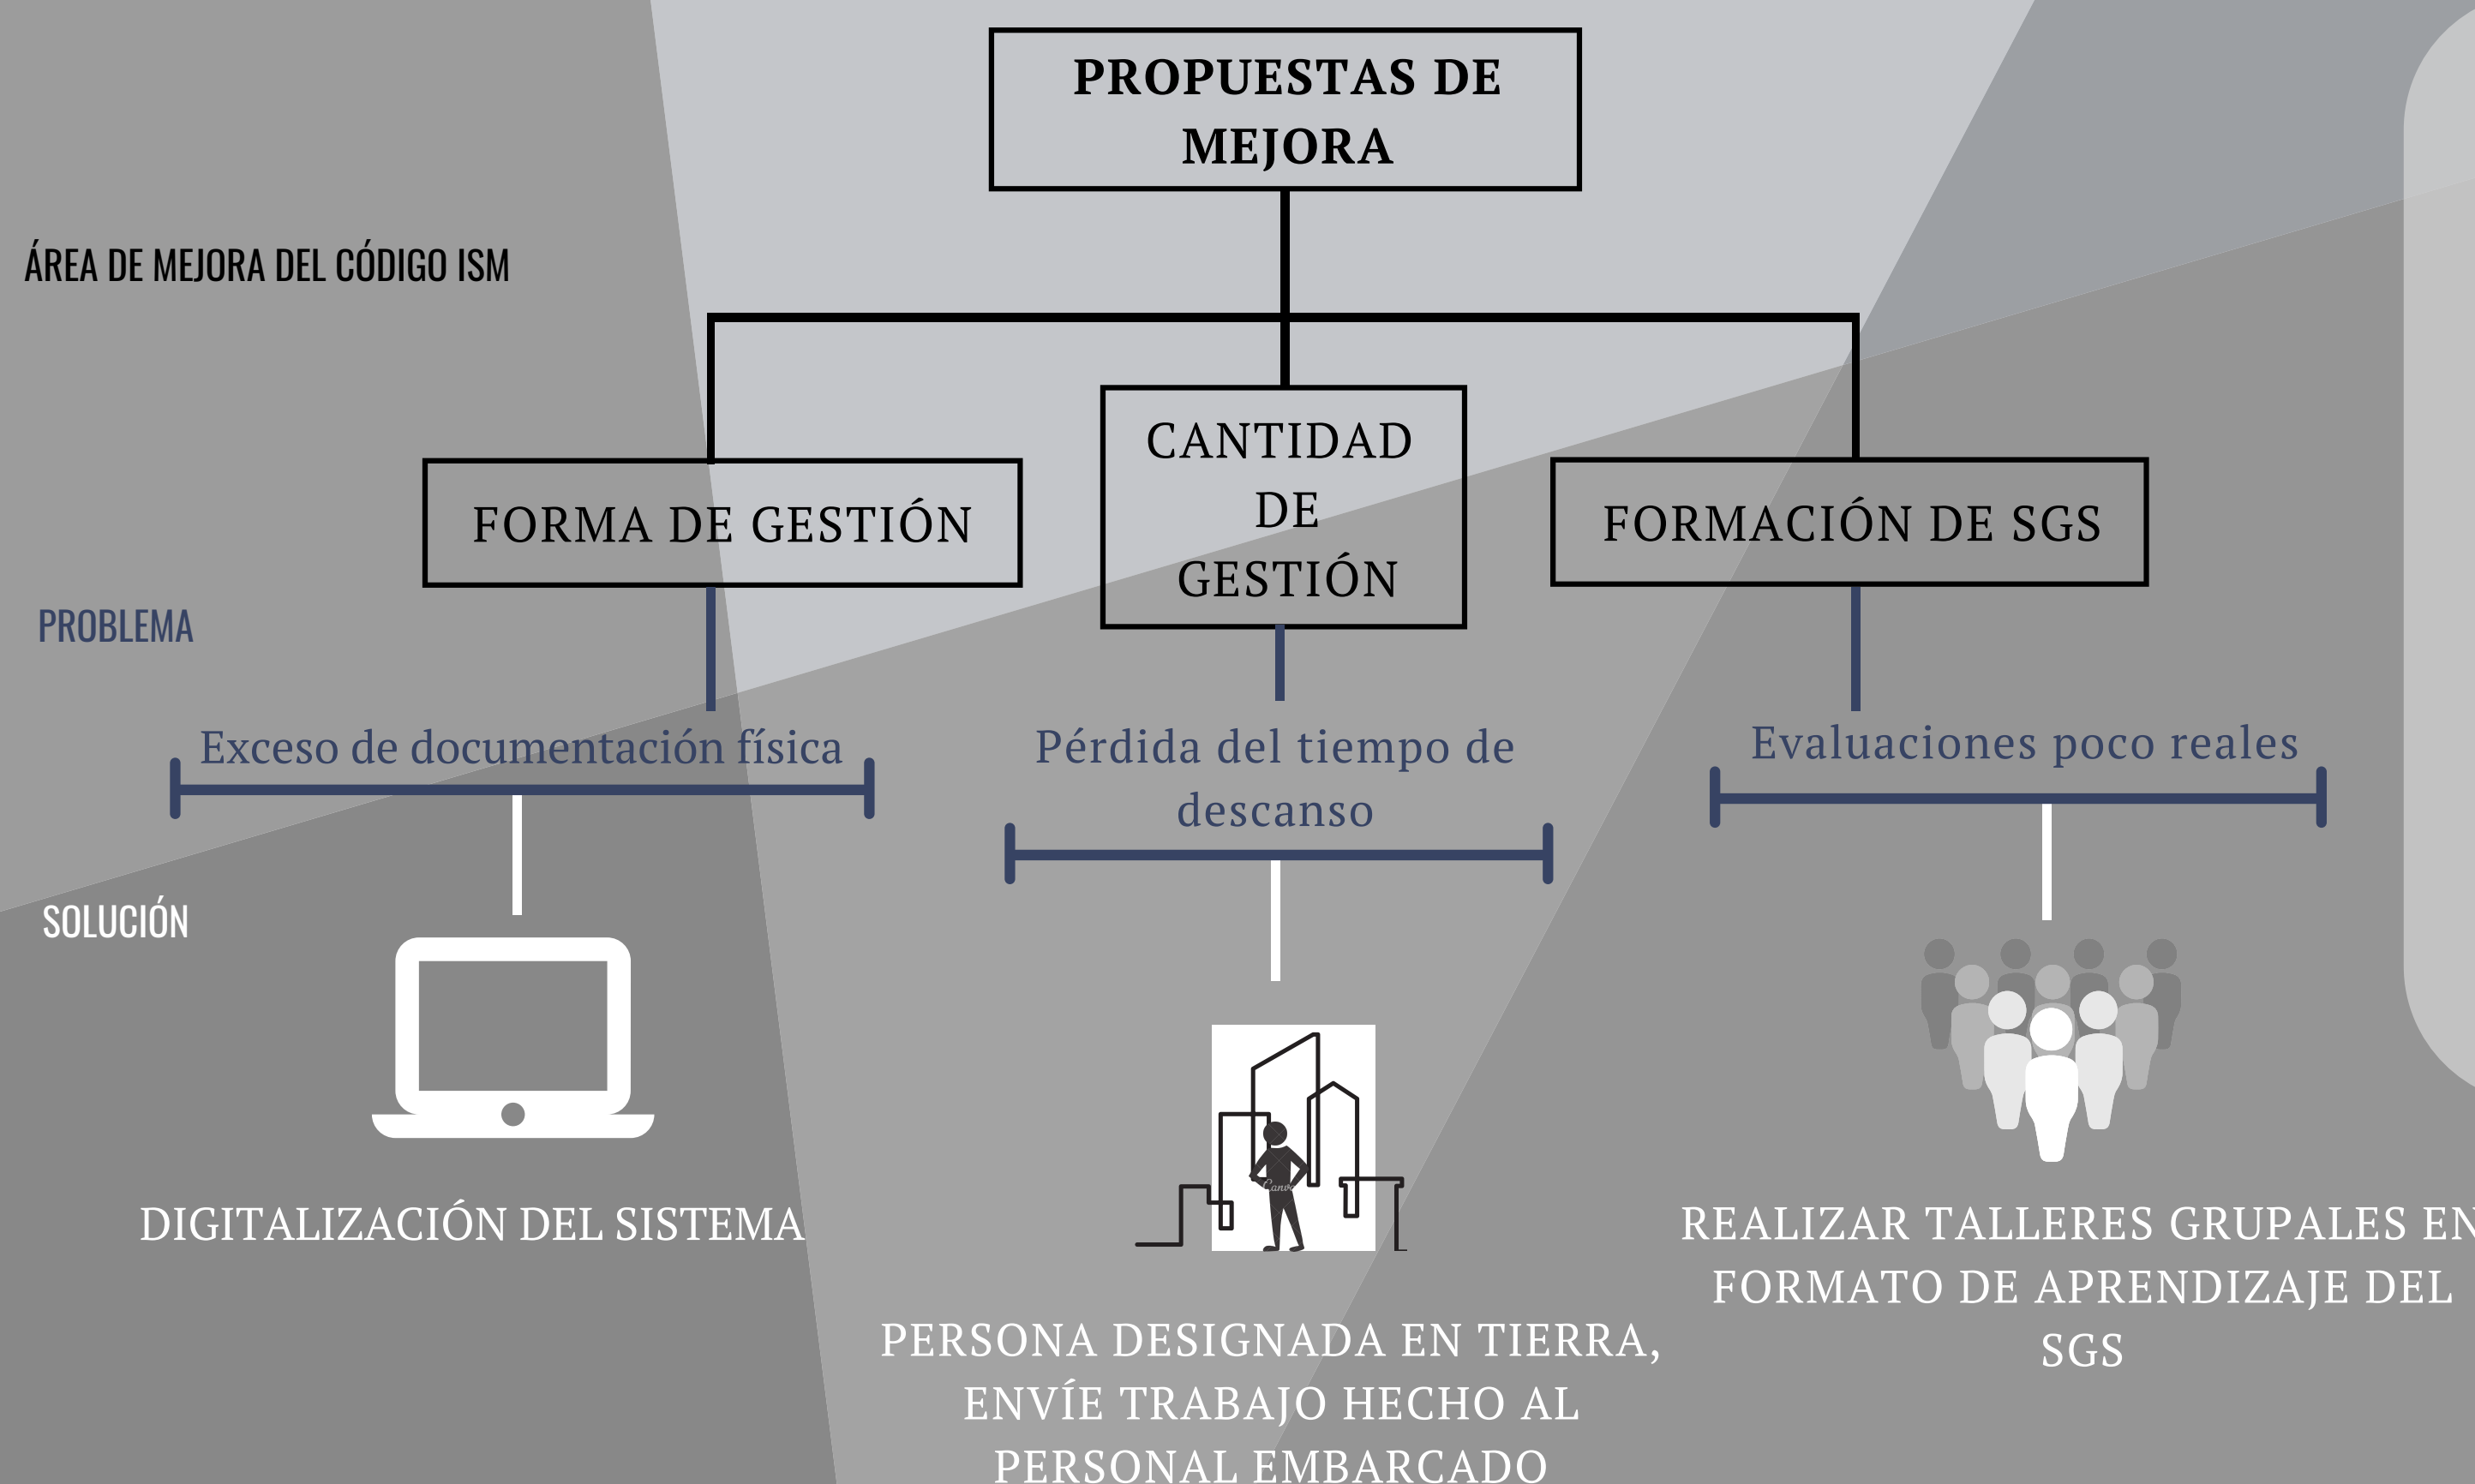 PROPUESTAS DE
MEJORA
ÁREA DE MEJORA DEL CÓDIGO ISM
FORMA DE GESTIÓN
CANTIDAD
DE
GESTIÓN
FORMACIÓN DE SGS
PROBLEMA
Exceso de documentación física
Pérdida del tiempo de
descanso
Evaluaciones poco reales
SOLUCIÓN
Canva
DIGITALIZACIÓN DEL SISTEMA
PERSONA DESIGNADA EN TIERRA,
ENVÍE TRABAJO HECHO AL
PERSONAL EMBARCADO
REALIZAR TALLERES GRUPALES EN
FORMATO DE APRENDIZAJE DEL
SGS